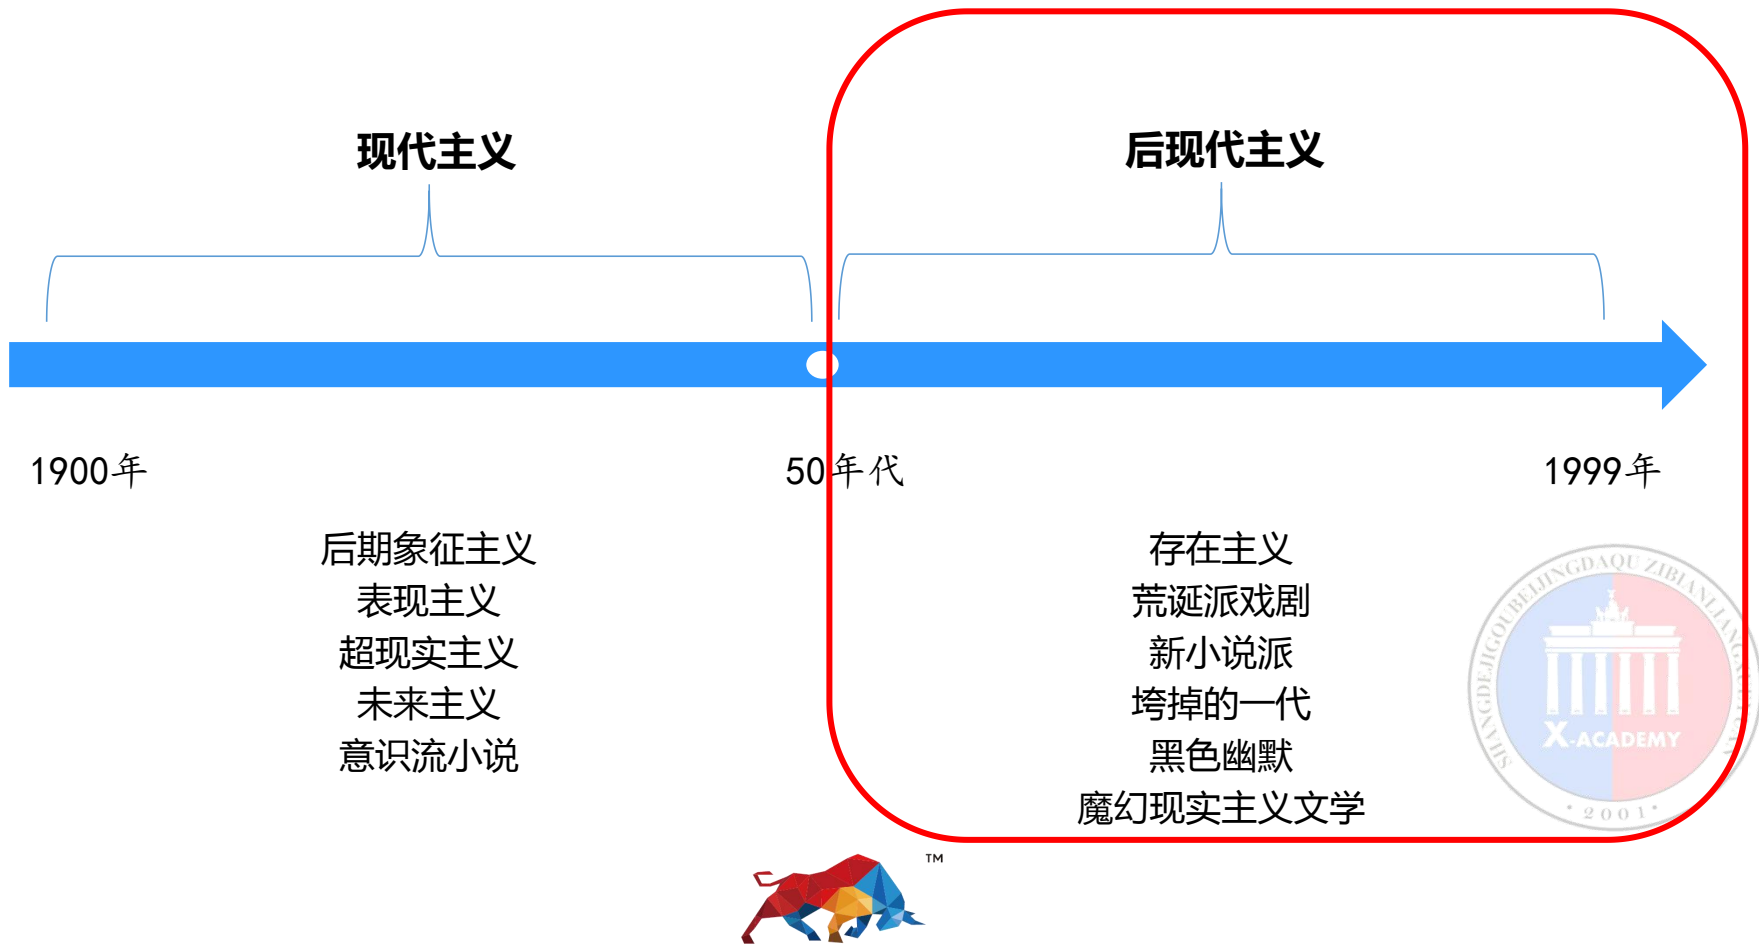 现代主义
后现代主义
1900年
50年代
1999年
后期象征主义
表现主义
超现实主义
未来主义
意识流小说
存在主义
荒诞派戏剧
新小说派
垮掉的一代
黑色幽默
魔幻现实主义文学
X-ACADEMY
·2001·
TM